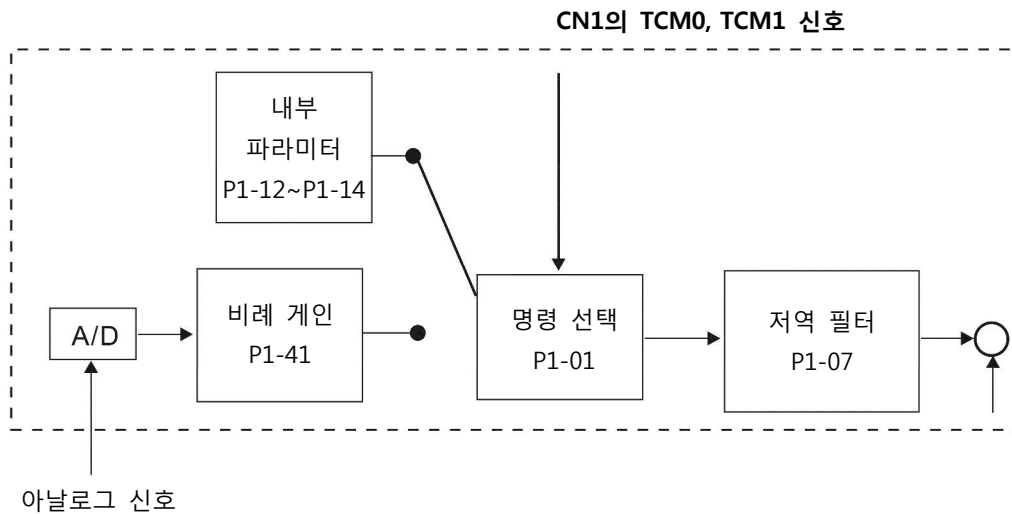 CN1의 TCM0, TCM1 신호
내부
파라미터
P1-12~P1-14
A/D
비례 게인
P1-41
명령 선택
P1-01
저역 필터
P1-07
아날로그 신호